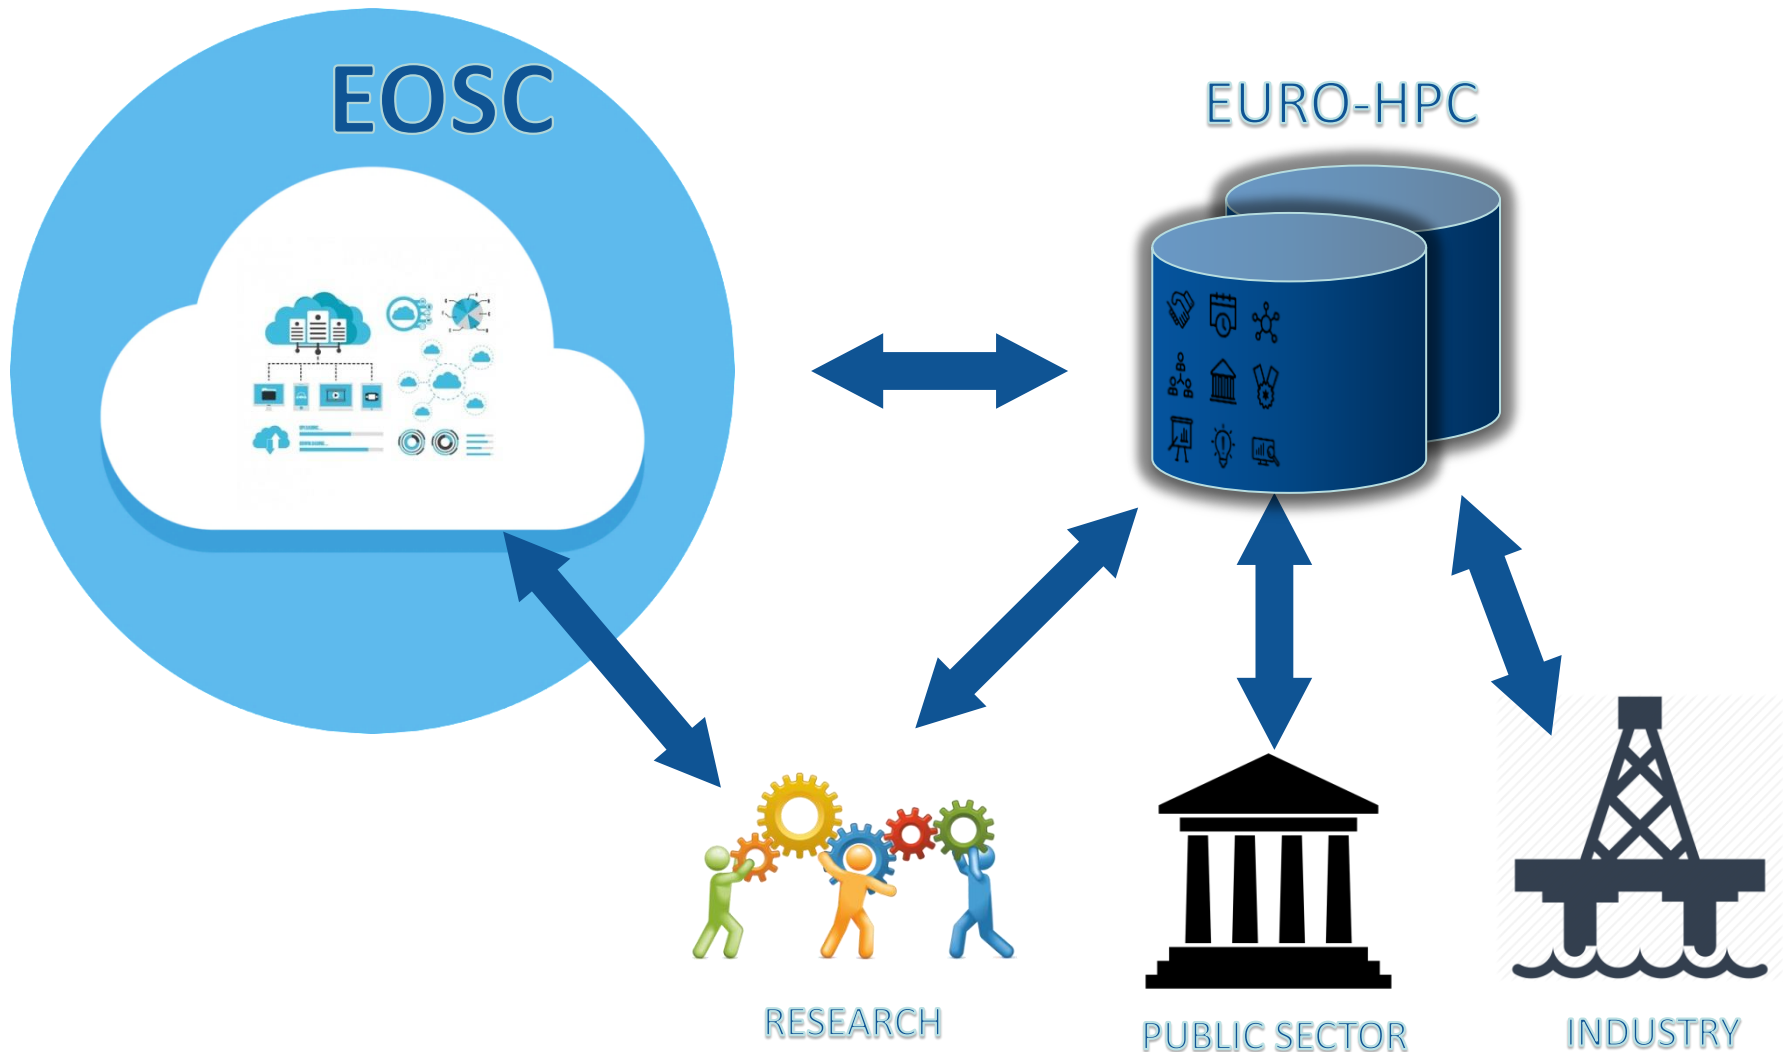 EOSC
EURO-HPC
RESEARCH
PUBLIC SECTOR
INDUSTRY